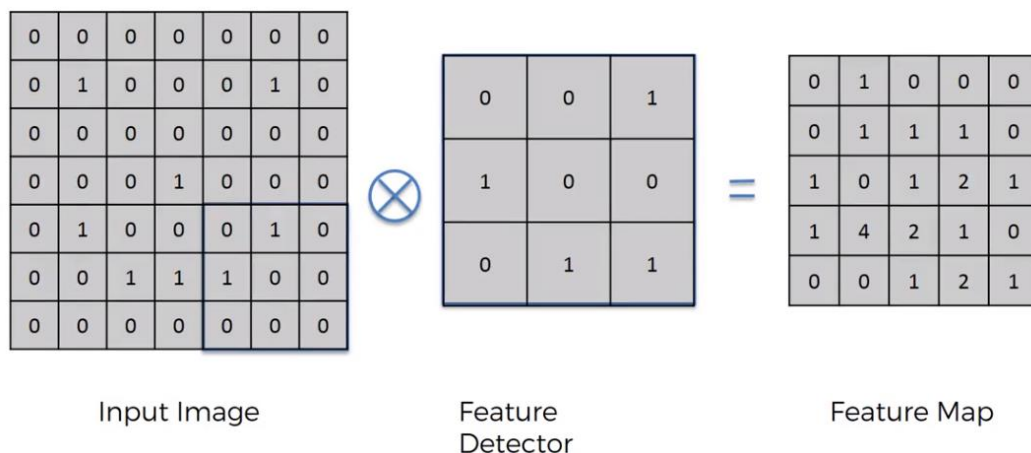 0 0 0 0 0 0 0
0 1 0 0 0 1 0
0 0 0 0 0 0 0
0 0 0 1 0 0 0
0 1 0 0 0 1 0
0 0 1 1 1 0 0
0 0 0 0 0 0 0
Input Image
0 0 1
1 0 0
0 1 1
Feature
Detector
=
0 1 0 0 0
0 1 1 1 0
1 0 1 2 1
1 4 2 1 0
0 0 1 2 1
Feature Map